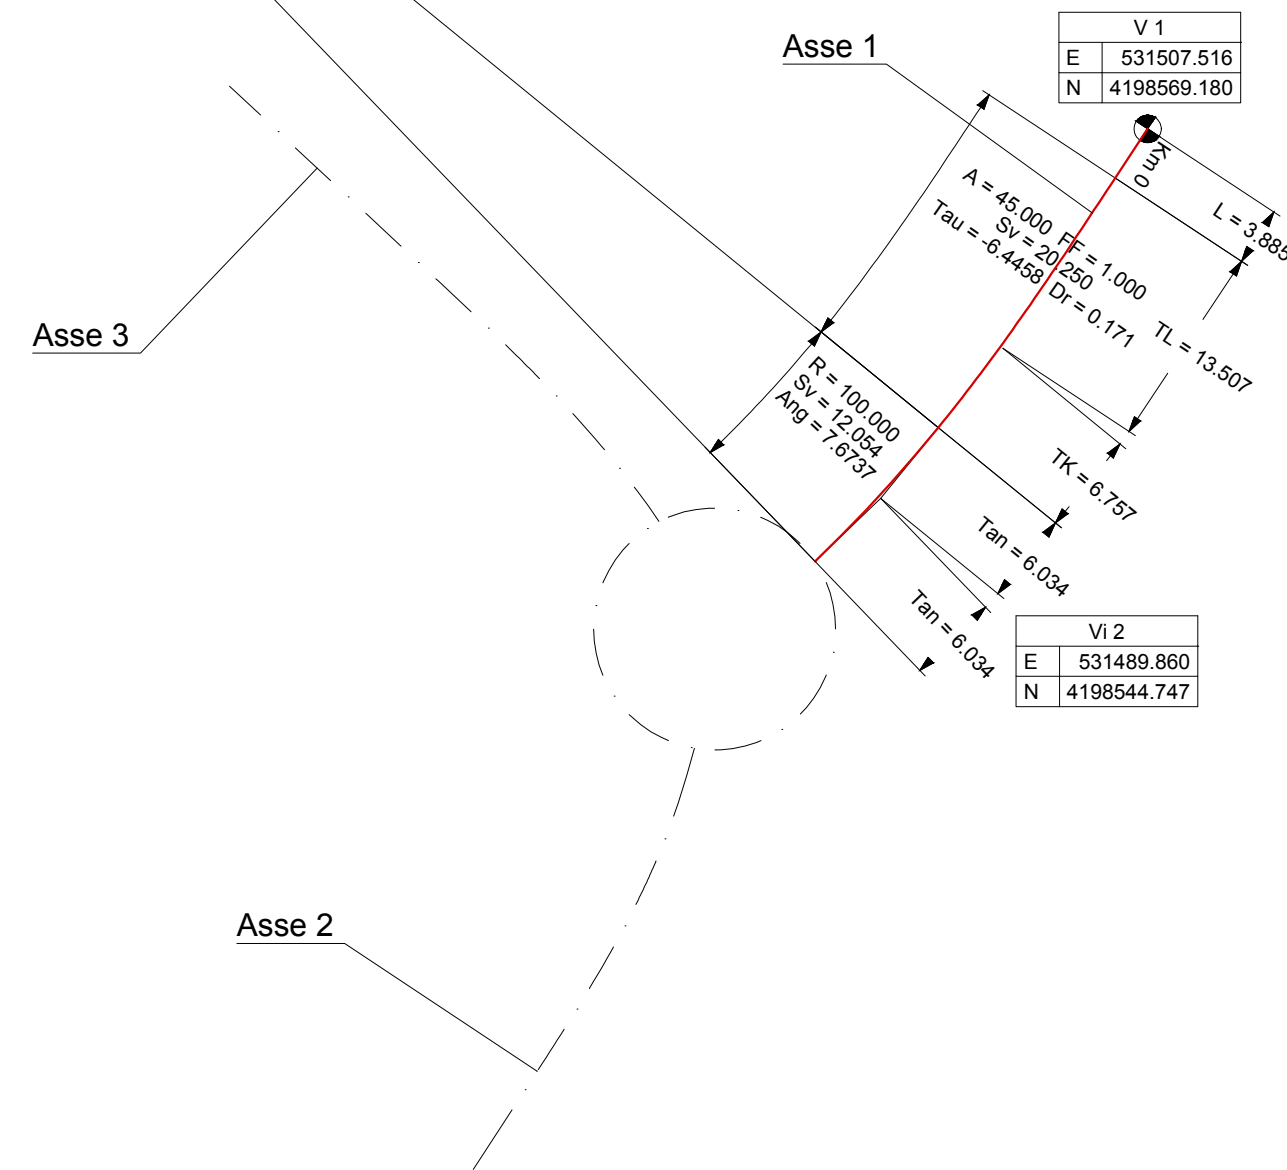 Asse 1
V 1
E 531507.516
N 4198569.180
Km 0
L = 3.885
A = 45.000 FF = 1.000
Sv = 20.250
Tau = -6.4458 Dr = 0.171
TL = 13.507
Asse 3
R = 100.000
Sv = 12.054
Ang = 7.6737
TK = 6.757
Tan = 6.034
Tan = 6.034
Vi 2
E 531489.860
N 4198544.747
Asse 2